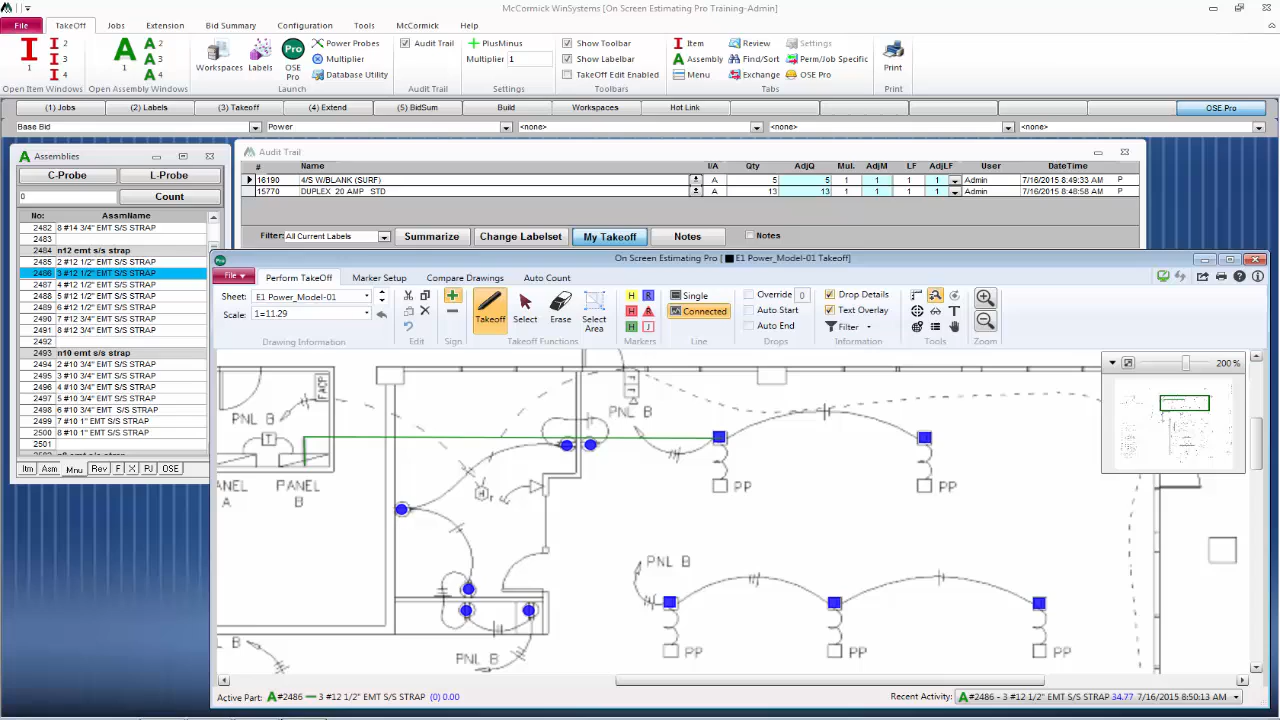 McCormick WinSystems [On Screen Estimating Pro Training-Admin]
File TakeOff Jobs Extension Bid Summary Configuration Tools McCormick Help
I 1 I 2 I 3 I 4 A 1 A 2 A 3 A 4 Workspaces Labels Pro OSE Pro Power Probes Multiplier Database Utility Audit Trail PlusMinus Multiplier 1 Show Toolbar Show Labelbar TakeOff Edit Enabled Item Assembly Menu Review Find/Sort Exchange Settings Perm/Job Specific OSE Pro Print
Open Item Windows Open Assembly Windows Launch Audit Trail Settings Toolbars Tabs Print
(1) Jobs (2) Labels (3) Takeoff (4) Extend (5) BidSum Build Workspaces Hot Link OSE Pro
Base Bid Power <none> <none> <none>
Assemblies
C-Probe L-Probe
0 Count
No: AssmName
2482 8 #14 3/4" EMT S/S STRAP
2483
2484 n12 emt s/s strap
2485 2 #12 1/2" EMT S/S STRAP
2486 3 #12 1/2" EMT S/S STRAP
2487 4 #12 1/2" EMT S/S STRAP
2488 5 #12 1/2" EMT S/S STRAP
2489 6 #12 1/2" EMT S/S STRAP
2490 7 #12 3/4" EMT S/S STRAP
2491 8 #12 3/4" EMT S/S STRAP
2492
2493 n10 emt s/s strap
2494 2 #10 3/4" EMT S/S STRAP
2495 3 #10 3/4" EMT S/S STRAP
2496 4 #10 3/4" EMT S/S STRAP
2497 5 #10 3/4" EMT S/S STRAP
2498 6 #10 3/4" EMT S/S STRAP
2499 7 #10 1" EMT S/S STRAP
2500 8 #10 1" EMT S/S STRAP
2501
Itm Asm Mnu Rev F X PJ OSE
Audit Trail
# Name I/A Qty AdjQ Mul. AdjM LF AdjLF User DateTime
16190 4/S W/BLANK (SURF) A 5 5 1 1 1 1 Admin 7/16/2015 8:49:33 AM P
15770 DUPLEX 20 AMP STD A 13 13 1 1 1 1 Admin 7/16/2015 8:48:58 AM P
Filter: All Current Labels Summarize Change Labelset My Takeoff Notes Notes
On Screen Estimating Pro [ E1 Power_Model-01 Takeoff]
File Perform TakeOff Marker Setup Compare Drawings Auto Count
Sheet: E1 Power_Model-01
Scale: 1=11.29
Takeoff Select Erase Select Area H R H R H J Single Connected Override 0 Auto Start Auto End Drop Details Text Overlay Filter
Drawing Information Edit Sign Takeoff Functions Markers Line Drops Information Tools Zoom
200 %
FACP
PNL B
T
ANEL A
PANEL B
PNL B
PP
PP
PNL B
PP
PP
PP
L B
PNL B
Active Part: A#2486 3 #12 1/2" EMT S/S STRAP (0) 0.00
Recent Activity: A#2486 - 3 #12 1/2" EMT S/S STRAP 34.77 7/16/2015 8:50:13 AM